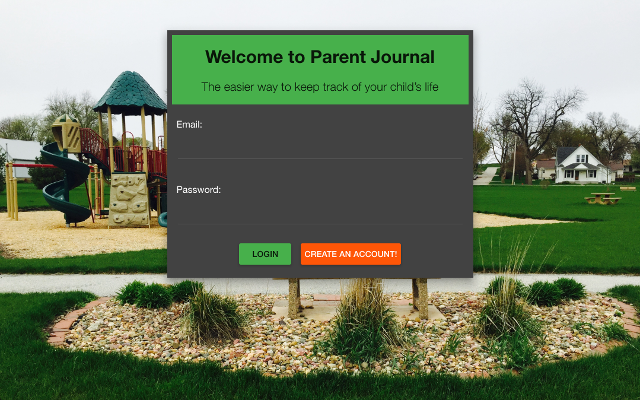 Welcome to Parent Journal
The easier way to keep track of your child's life
Email:
Password:
LOGIN
CREATE AN ACCOUNT!